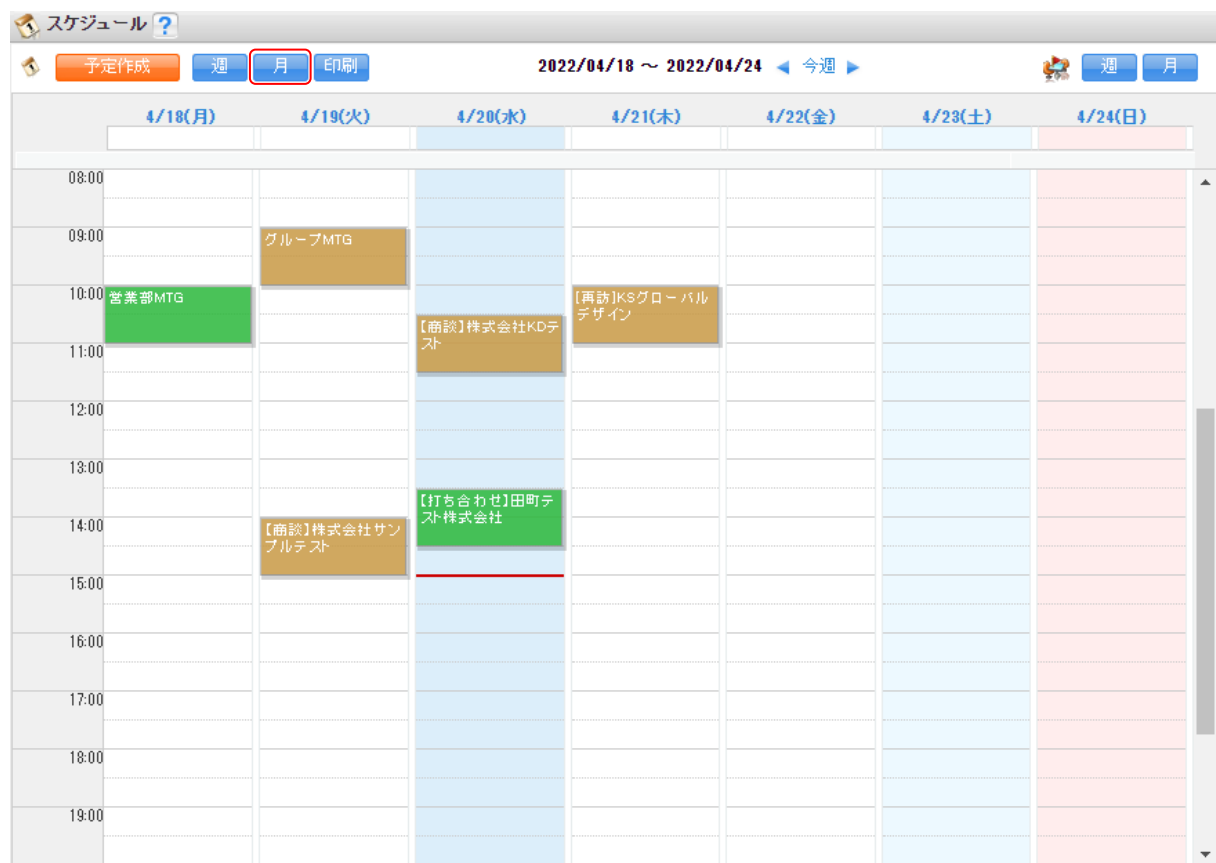 スケジュール ?
予定作成 週 月 印刷 2022/04/18 ～ 2022/04/24 ◀ 今週 ▶ 週 月
4/18(月) 4/19(火) 4/20(水) 4/21(木) 4/22(金) 4/23(土) 4/24(日)
08:00
09:00
グループMTG
10:00
営業部MTG
【再訪】KSグローバル
デザイン
【商談】株式会社KDテ
スト
11:00
12:00
13:00
【打ち合わせ】田町テ
スト株式会社
14:00
【商談】株式会社サン
プルテスト
15:00
16:00
17:00
18:00
19:00